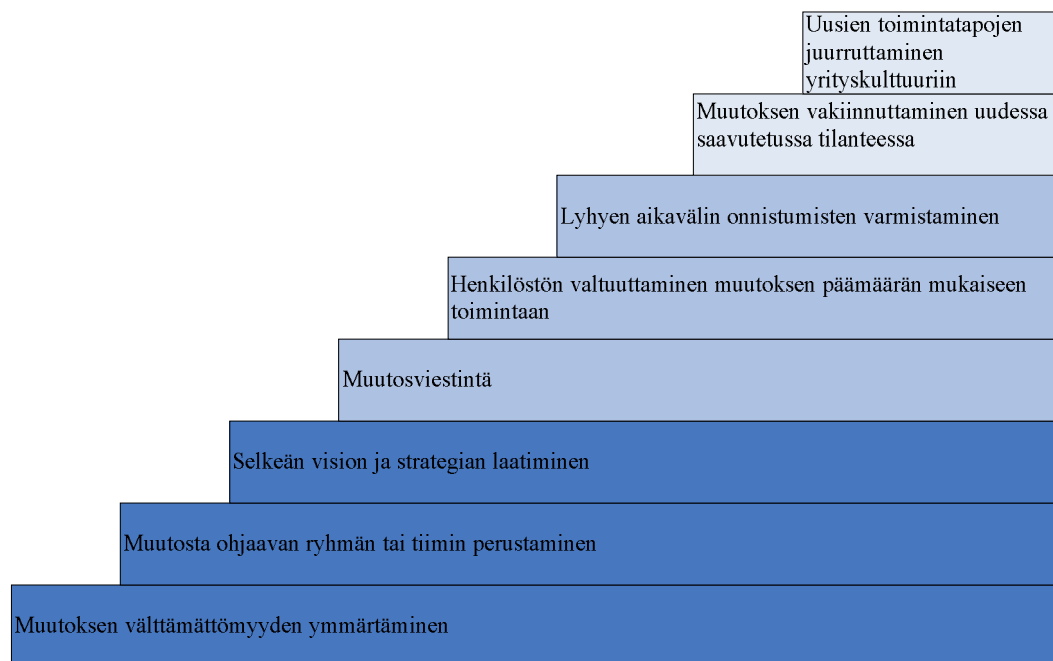 Uusien toimintatapojen
juurruttaminen
yrityskulttuuriin
Muutoksen vakiinnuttaminen uudessa
saavutetussa tilanteessa
Lyhyen aikavälin onnistumisten varmistaminen
Henkilöstön valtuuttaminen muutoksen päämäärän mukaiseen
toimintaan
Muutosviestintä
Selkeän vision ja strategian laatiminen
Muutosta ohjaavan ryhmän tai tiimin perustaminen
Muutoksen välttämättömyyden ymmärtäminen